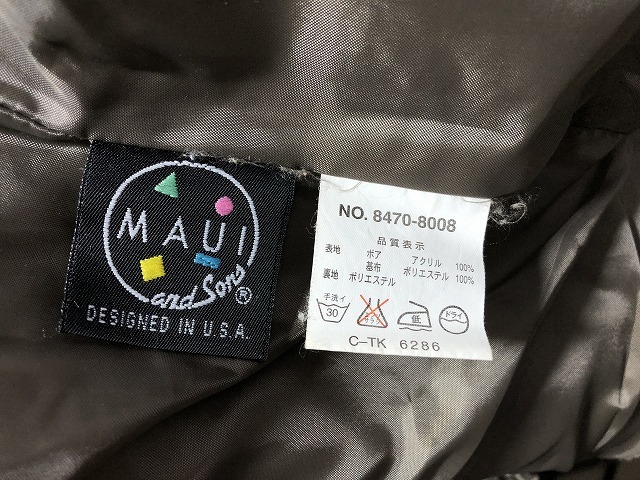 MAUI
and Sons®
DESIGNED IN U.S.A.
NO. 8470-8008
品質表示
表地 ボア アクリル 100%
基布 ポリエステル 100%
裏地 ポリエステル
手洗イ
30
低
ドライ
C-TK 6286